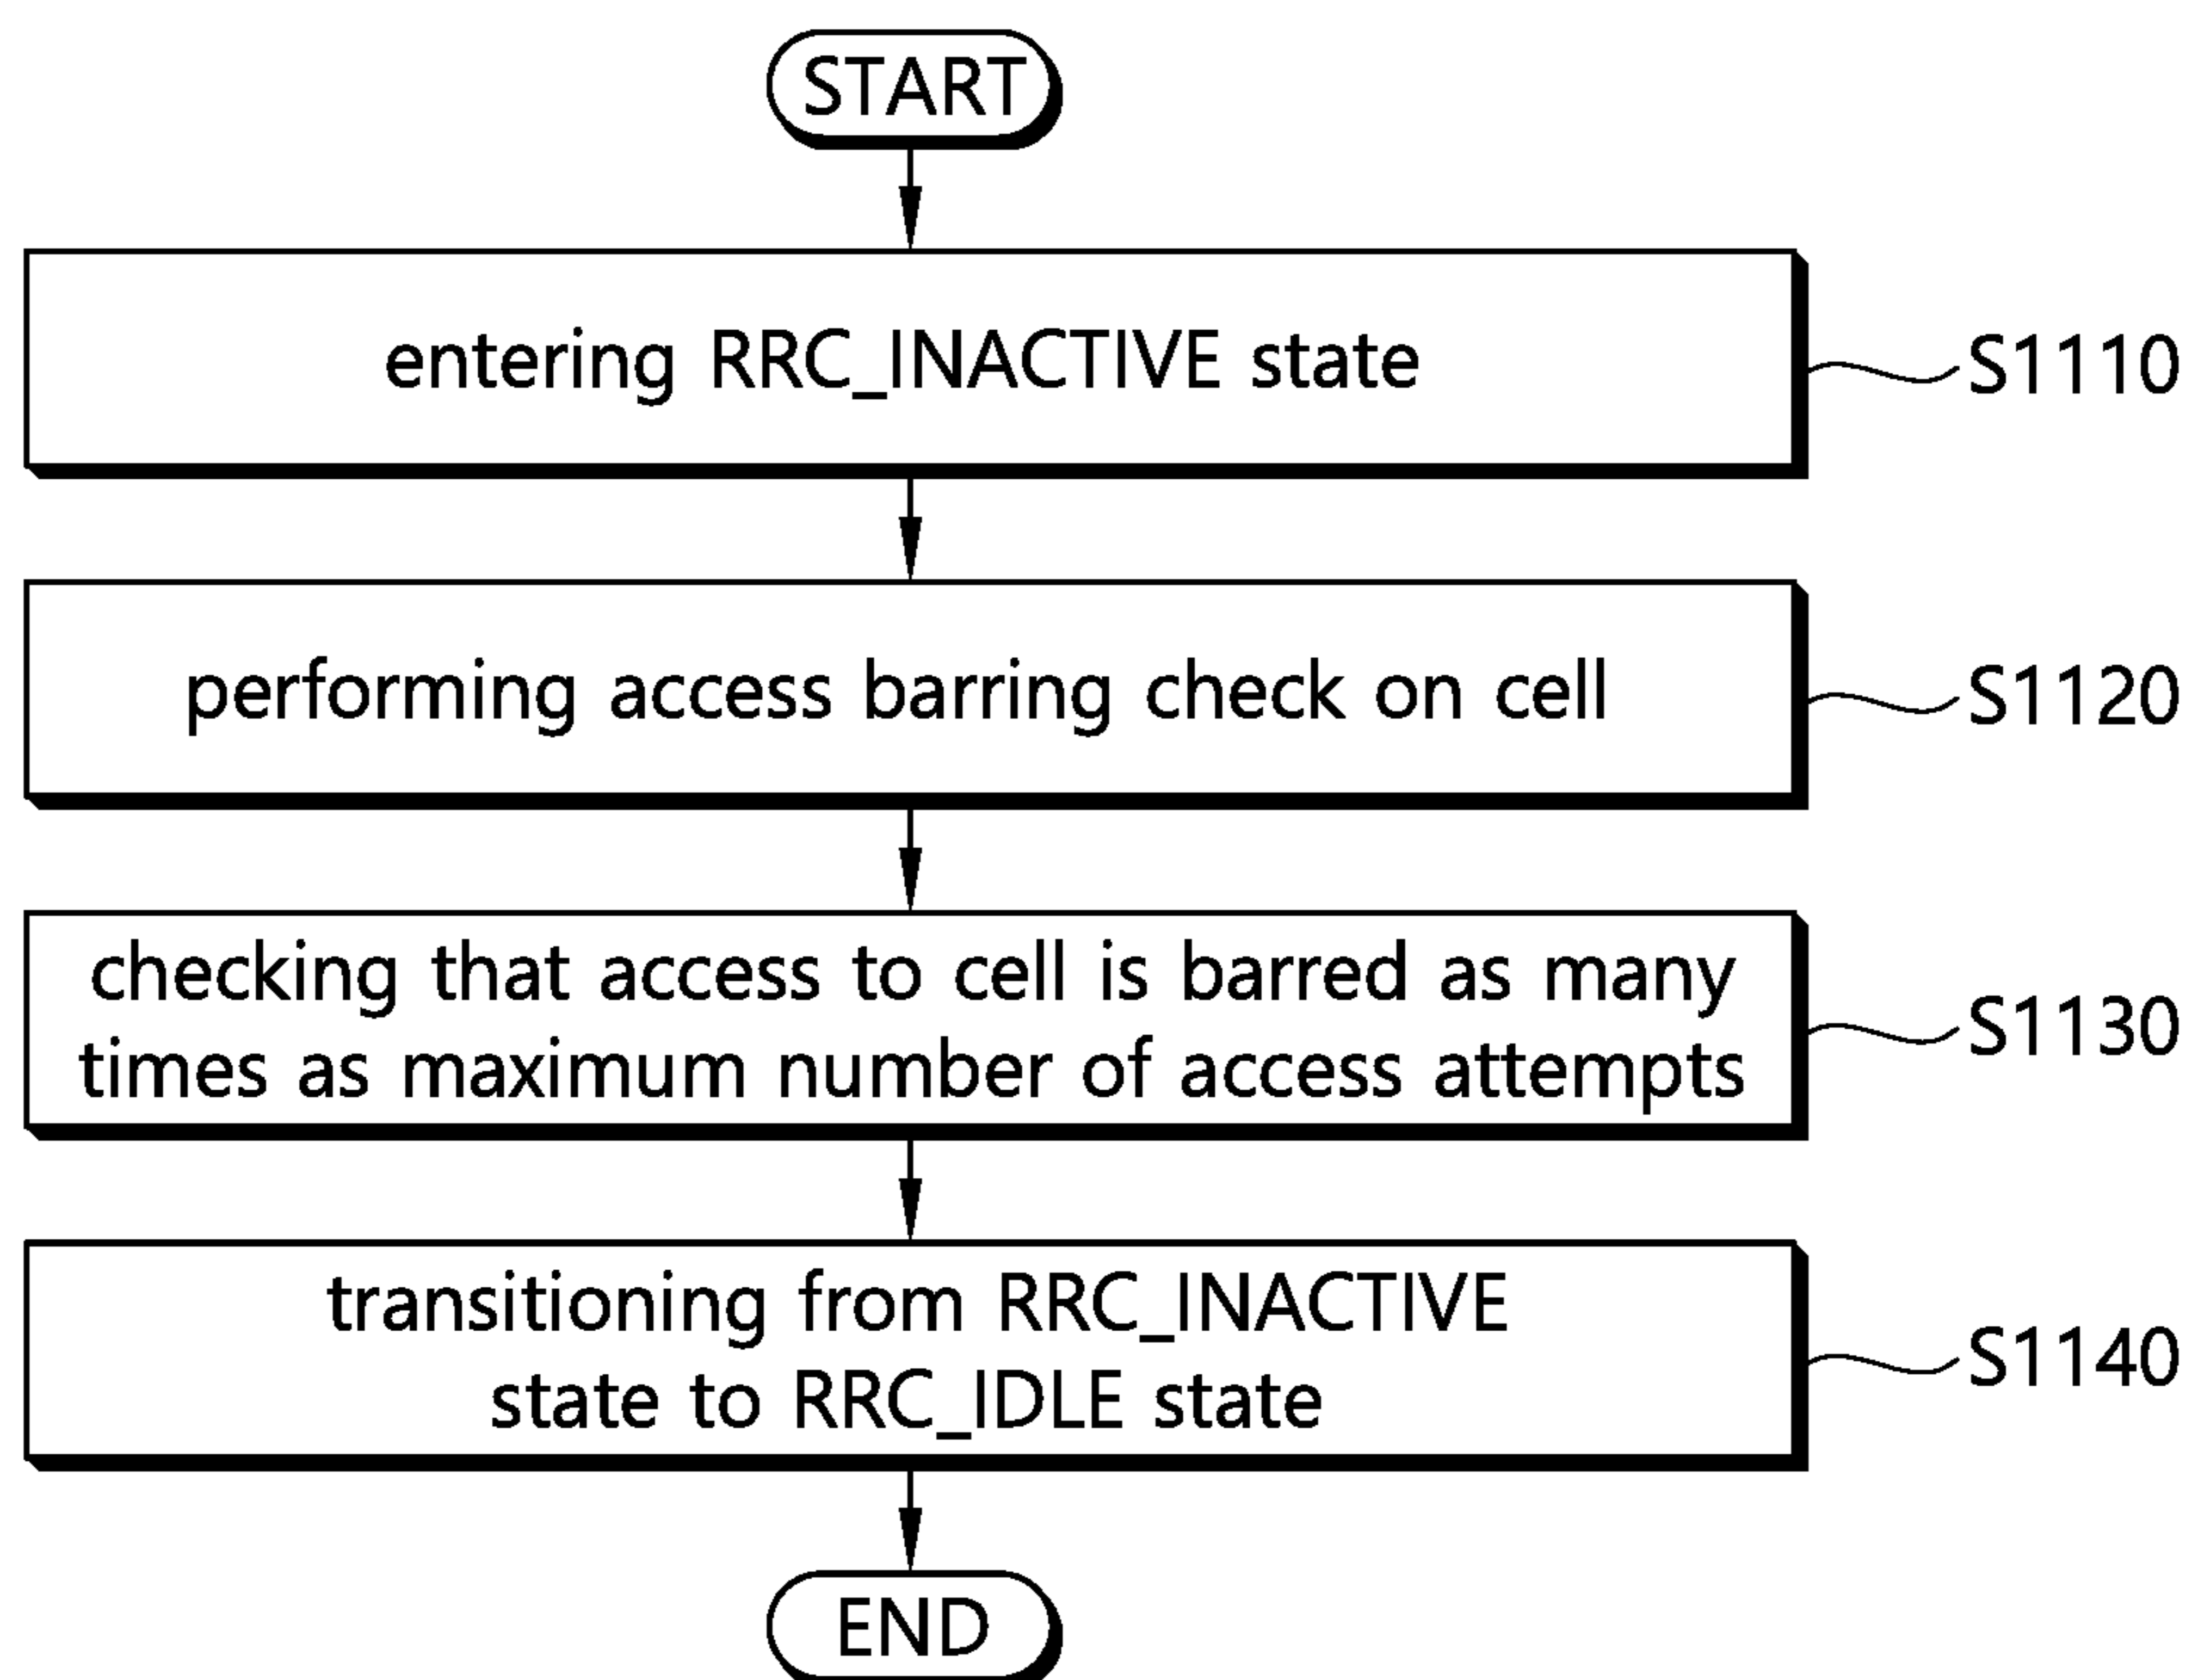 START
entering RRC_INACTIVE state
S1110
performing access barring check on cell
S1120
checking that access to cell is barred as many
times as maximum number of access attempts
S1130
transitioning from RRC_INACTIVE
state to RRC_IDLE state
S1140
END